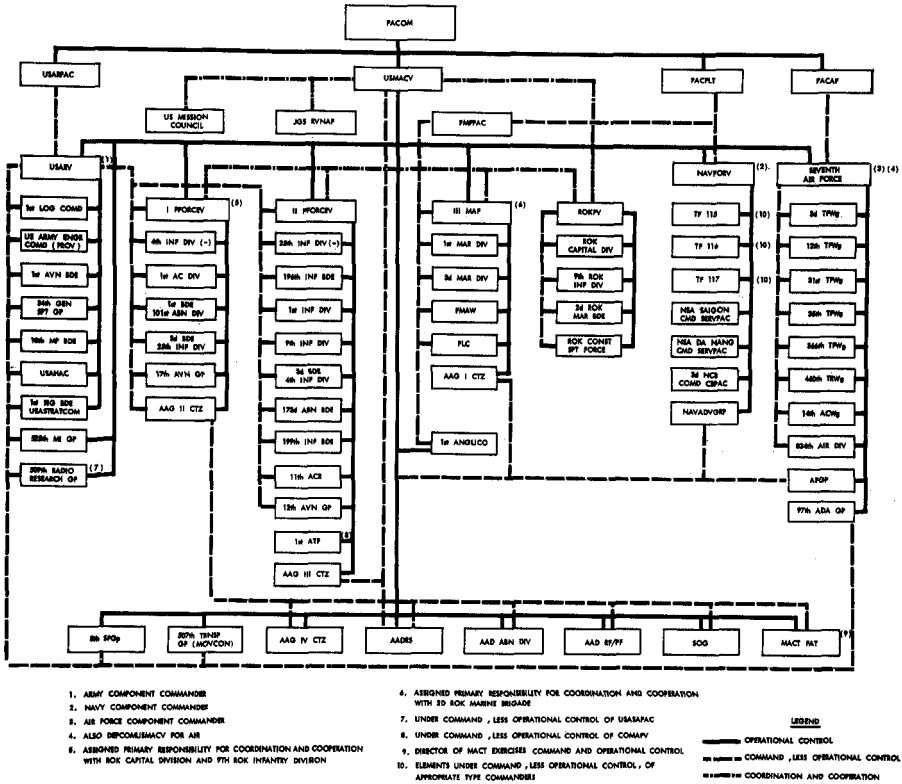 PACOM
USARPAC
USMACV
PACFLT
PACAF
US MISSION
COUNCIL
JGS RVNAF
FMFPAC
USARV
(1)
NAVFORV
(2)
SEVENTH
AIR FORCE
(3) (4)
1st LOG COMD
US ARMY ENGR
COMD (PROV)
1st AVN BDE
34th GEN
SPT GP
16th MP BDE
USAHAC
1st SIG BDE
USASTRATCOM
525th MI GP
509th RADIO
RESEARCH GP
(7)
I FFORCEV
(5)
4th INF DIV (-)
1st AC DIV
1st BDE
101st ABN DIV
3d BDE
25th INF DIV
17th AVN GP
AAG II CTZ
II FFORCEV
25th INF DIV (-)
196th INF BDE
1st INF DIV
9th INF DIV
3d BDE
4th INF DIV
173d ABN BDE
199th INF BDE
11th ACR
12th AVN GP
1st ATF
(8)
AAG III CTZ
III MAF
(6)
1st MAR DIV
3d MAR DIV
FMAW
FLC
AAG I CTZ
1st ANGLICO
ROKFV
ROK
CAPITAL DIV
9th ROK
INF DIV
2d ROK
MAR BDE
ROK CONST
SPT FORCE
TF 115
(10)
TF 116
(10)
TF 117
(10)
NSA SAIGON
CMD SERVPAC
NSA DA NANG
CMD SERVPAC
3d NCB
COMD CBPAC
NAVADVGRP
3d TFWg
12th TFWg
31st TFWg
35th TFWg
366th TFWg
460th TRWg
14th ACWg
834th AIR DIV
AFGP
97th ADA GP
5th SFGp
507th TRNSP
GP (MOVCON)
AAG IV CTZ
AADRS
AAD ABN DIV
AAD RF/PF
SOG
MACT FAT
(9)
1. ARMY COMPONENT COMMANDER
2. NAVY COMPONENT COMMANDER
3. AIR FORCE COMPONENT COMMANDER
4. ALSO DEPCOMUSMACV FOR AIR
5. ASSIGNED PRIMARY RESPONSIBILITY FOR COORDINATION AND COOPERATION
WITH ROK CAPITAL DIVISION AND 9TH ROK INFANTRY DIVISION
6. ASSIGNED PRIMARY RESPONSIBILITY FOR COORDINATION AND COOPERATION
WITH 2D ROK MARINE BRIGADE
7. UNDER COMMAND, LESS OPERATIONAL CONTROL OF USASAPAC
8. UNDER COMMAND, LESS OPERATIONAL CONTROL OF COMAFV
9. DIRECTOR OF MACT EXERCISES COMMAND AND OPERATIONAL CONTROL
10. ELEMENTS UNDER COMMAND, LESS OPERATIONAL CONTROL, OF
APPROPRIATE TYPE COMMANDERS
LEGEND
OPERATIONAL CONTROL
COMMAND, LESS OPERATIONAL CONTROL
COORDINATION AND COOPERATION